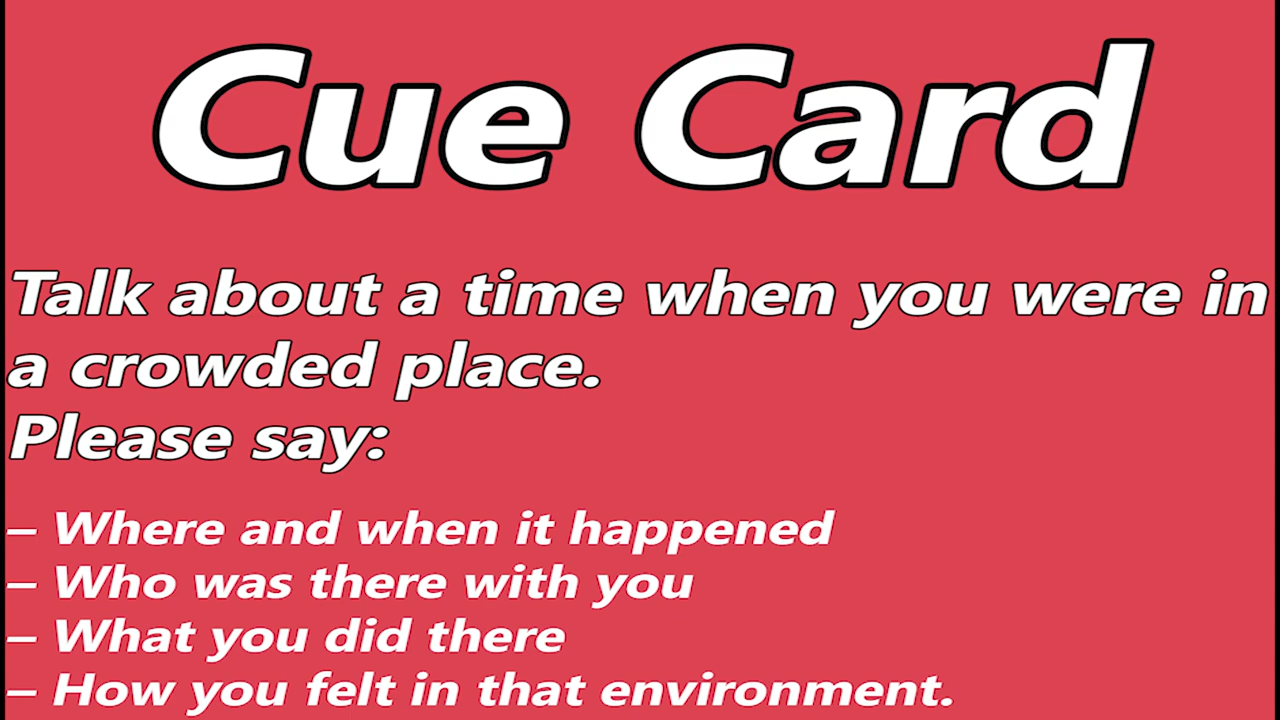 Cue Card
Talk about a time when you were in
a crowded place.
Please say:
– Where and when it happened
– Who was there with you
– What you did there
– How you felt in that environment.